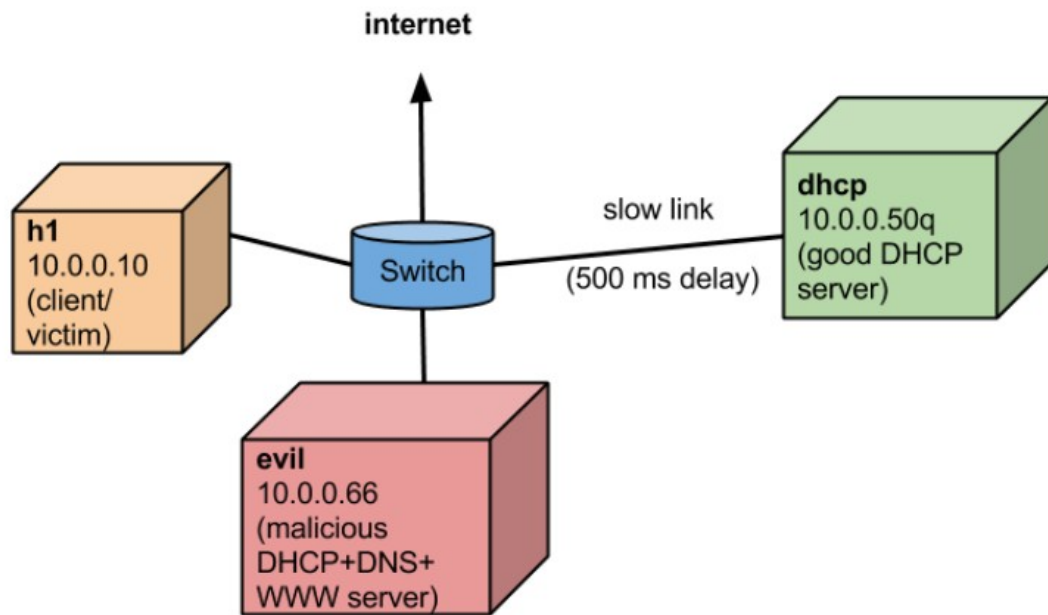 internet
h1
10.0.0.10
(client/
victim)
Switch
slow link
(500 ms delay)
dhcp
10.0.0.50q
(good DHCP
server)
evil
10.0.0.66
(malicious
DHCP+DNS+
WWW server)